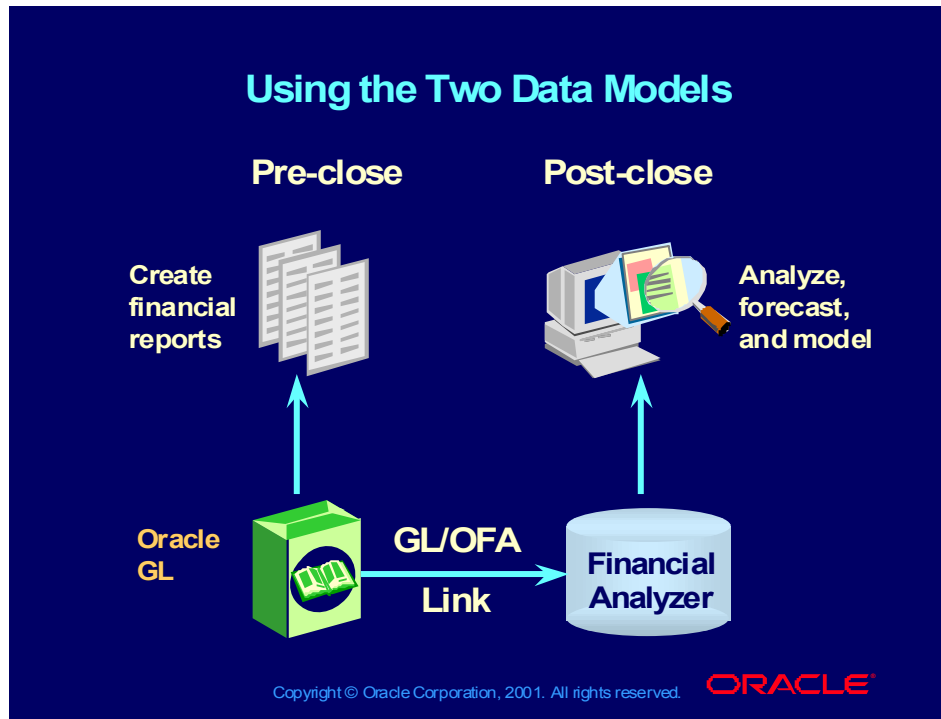 Using the Two Data Models
Pre-close
Post-close
Create
financial
reports
Analyze,
forecast,
and model
Oracle
GL
GL/OFA
Link
Financial
Analyzer
Copyright © Oracle Corporation, 2001. All rights reserved.
ORACLE®